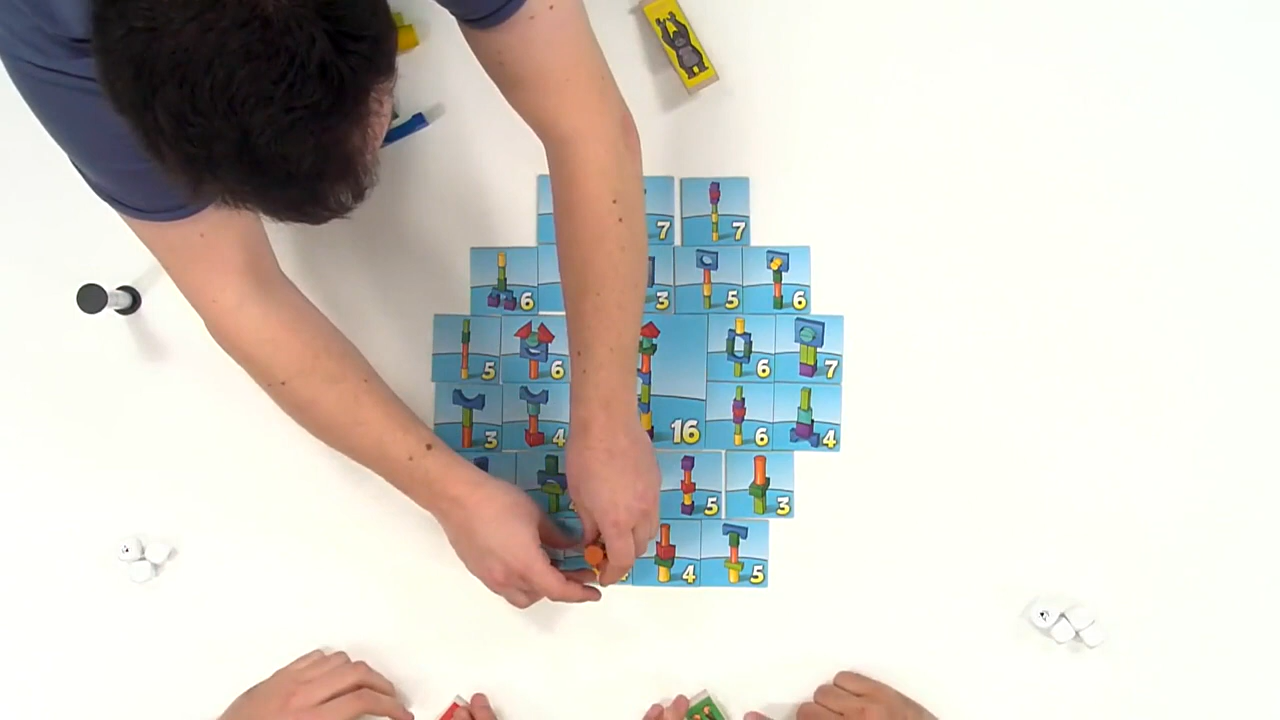 7 7
6 3 5 6
5 6 6 7
3 4 16 6 4
5 3
4 5